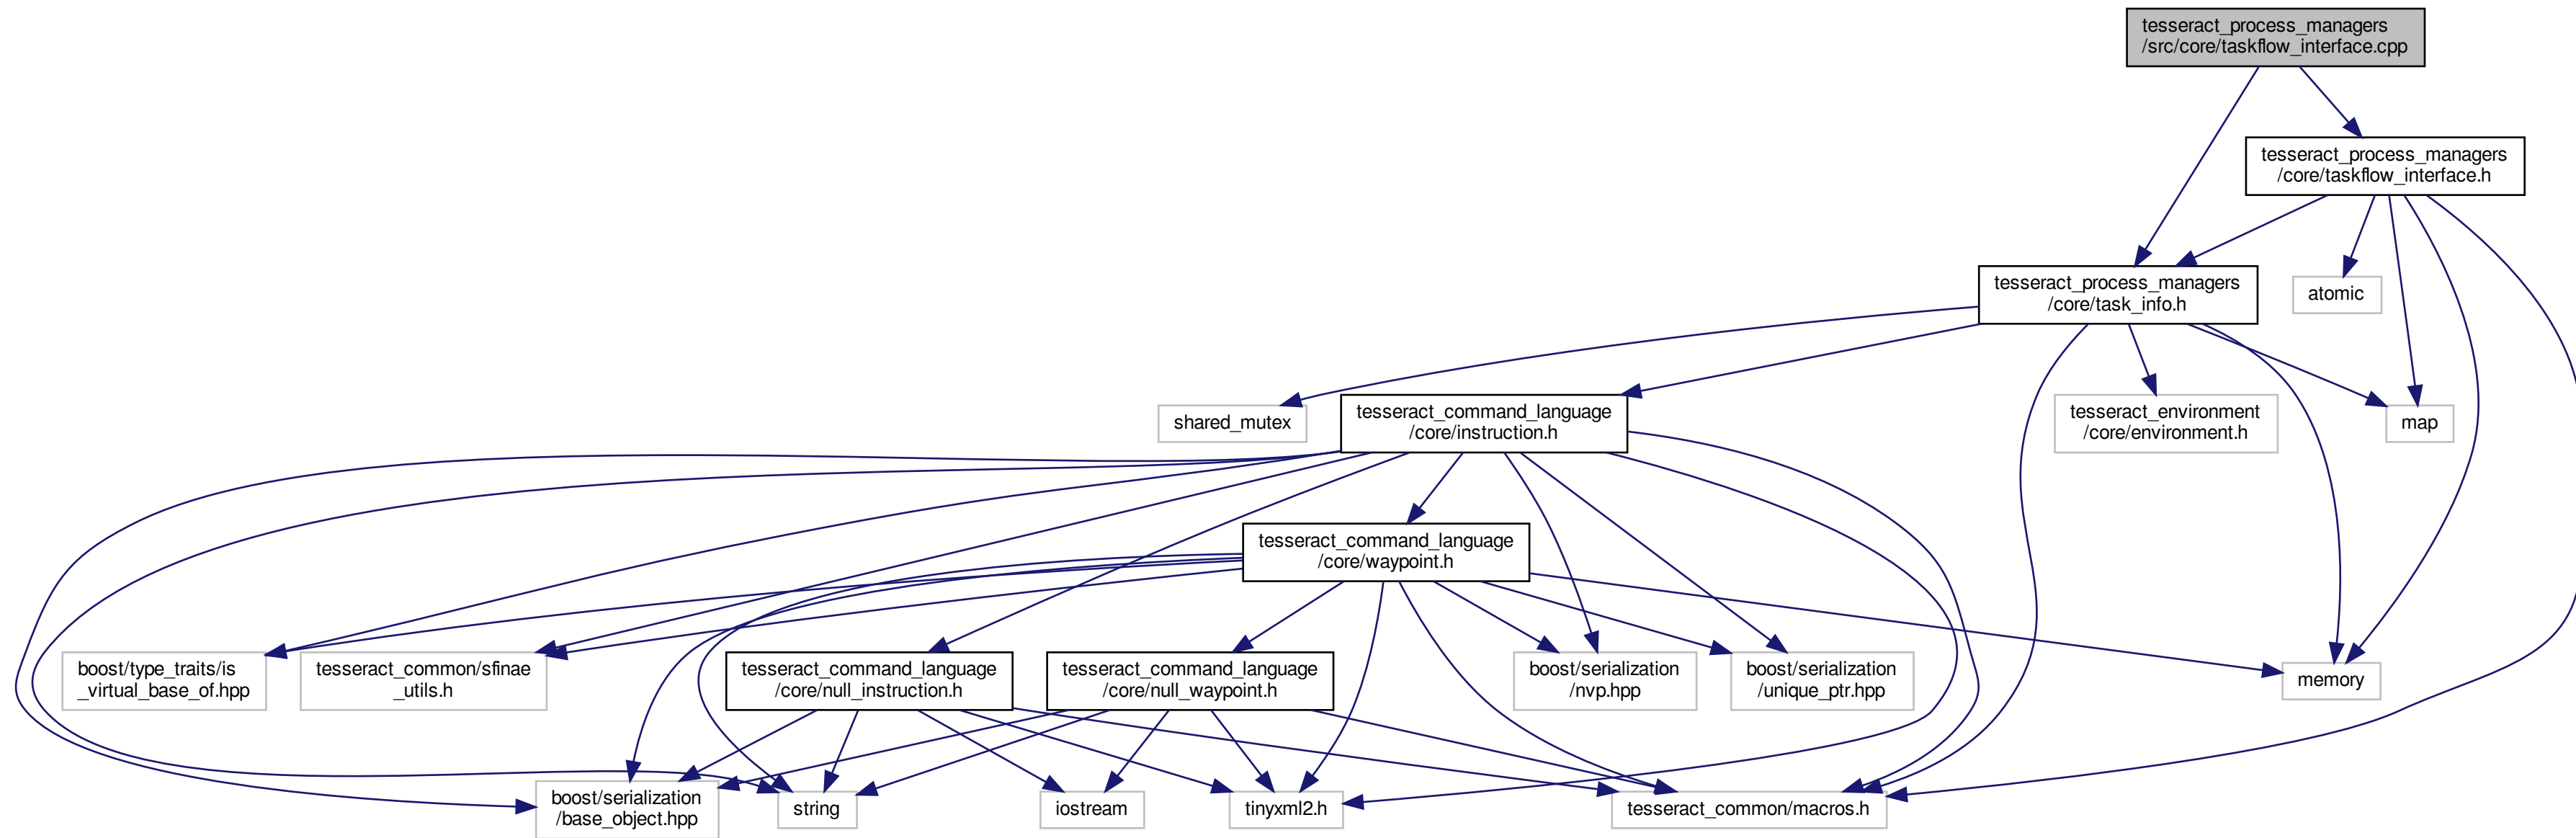 tesseract_process_managers
/src/core/taskflow_interface.cpp
tesseract_process_managers
/core/taskflow_interface.h
tesseract_process_managers
/core/task_info.h
atomic
shared_mutex
tesseract_command_language
/core/instruction.h
tesseract_environment
/core/environment.h
map
tesseract_command_language
/core/waypoint.h
boost/type_traits/is
_virtual_base_of.hpp
tesseract_common/sfinae
_utils.h
tesseract_command_language
/core/null_instruction.h
tesseract_command_language
/core/null_waypoint.h
boost/serialization
/nvp.hpp
boost/serialization
/unique_ptr.hpp
memory
boost/serialization
/base_object.hpp
string
iostream
tinyxml2.h
tesseract_common/macros.h